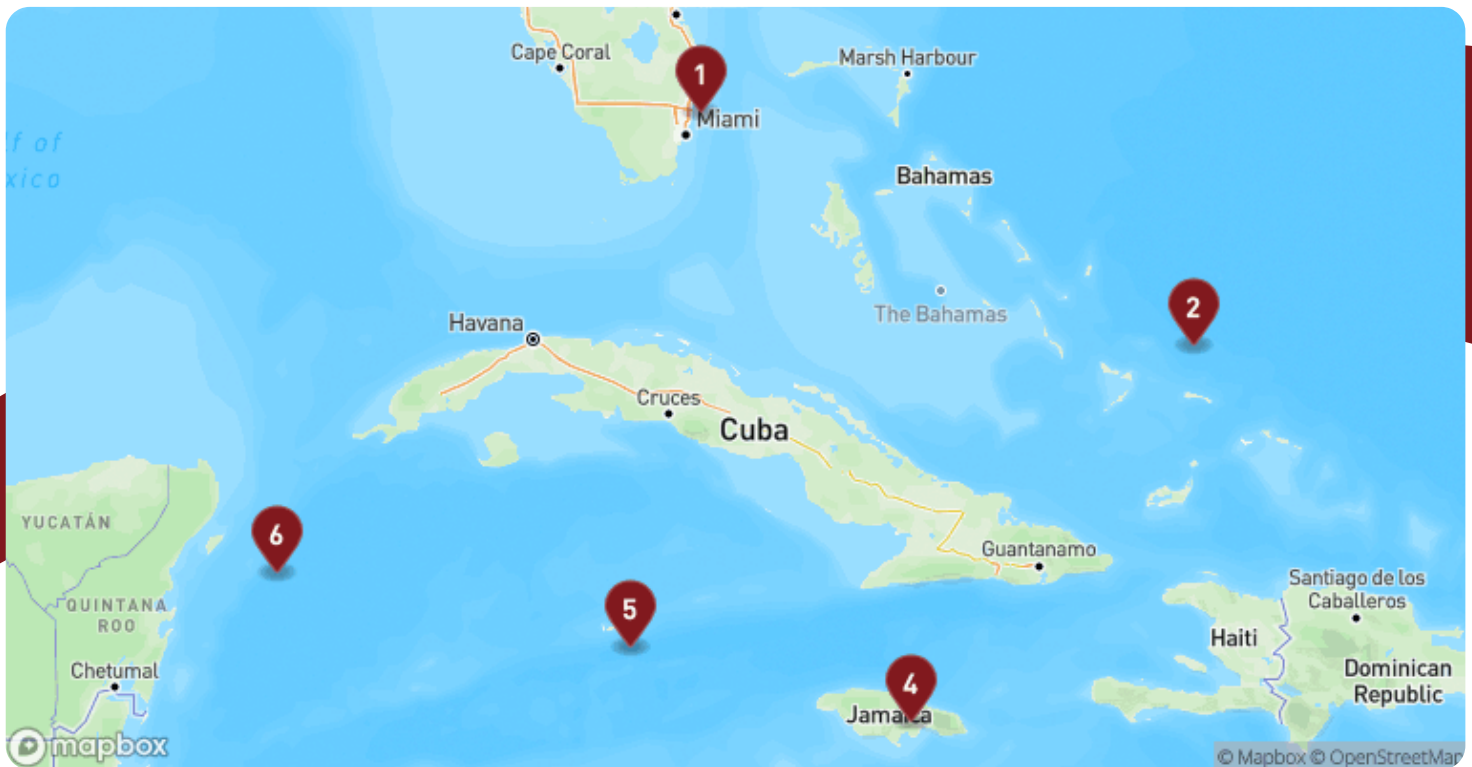 Cape Coral
Marsh Harbour
1
Miami
lf of
xico
Bahamas
2
The Bahamas
Havana
Cruces
Cuba
YUCATÁN
6
Guantanamo
Santiago de los
Caballeros
QUINTANA
ROO
5
Haiti
Chetumal
Dominican
Republic
4
Jamaica
mapbox
© Mapbox © OpenStreetMap